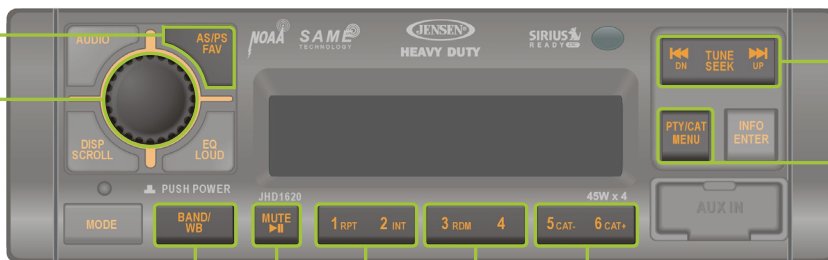 AUDIO
AS/PS
FAV
NOAA
SAME
TECHNOLOGY
JENSEN®
HEAVY DUTY
SIRIUS
READY SIR
DN
TUNE
SEEK
UP
DISP
SCROLL
EQ
LOUD
PTY/CAT
MENU
INFO
ENTER
PUSH POWER
JHD1620
45W x 4
MODE
BAND/
WB
MUTE
1 RPT 2 INT
3 RDM 4
5 CAT- 6 CAT+
AUX IN